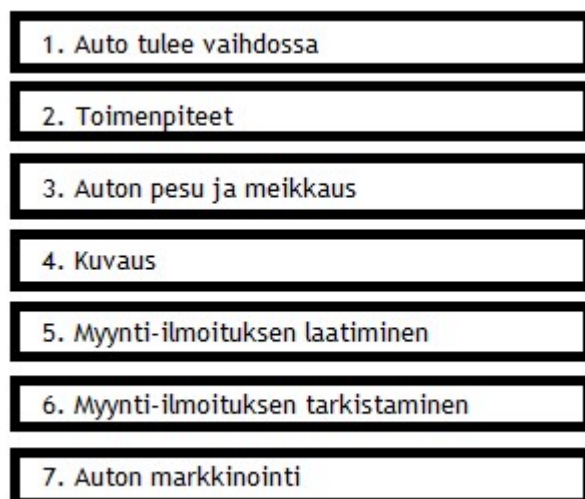 1. Auto tulee vaihdossa
2. Toimenpiteet
3. Auton pesu ja meikkaus
4. Kuvaus
5. Myynti-ilmoituksen laatiminen
6. Myynti-ilmoituksen tarkistaminen
7. Auton markkinointi